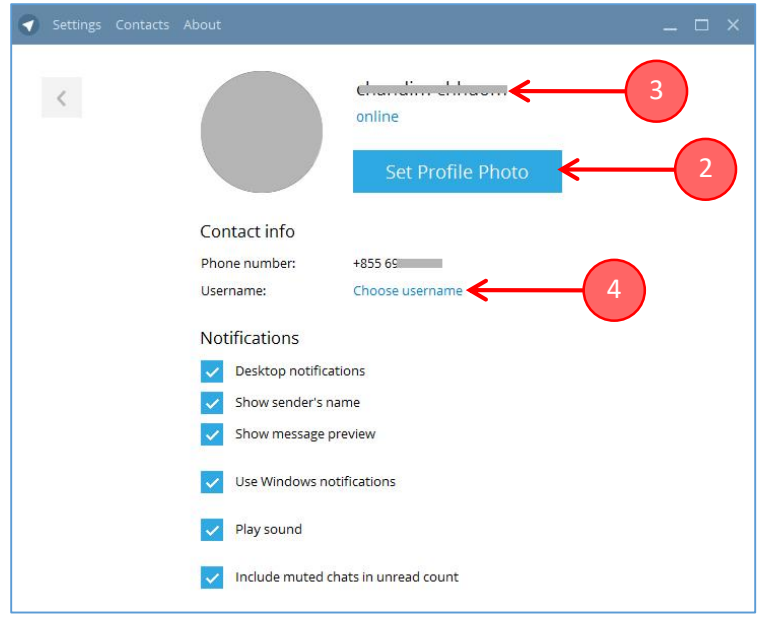 Settings Contacts About
3
online
Set Profile Photo
2
Contact info
Phone number: +855 69
Username: Choose username
4
Notifications
Desktop notifications
Show sender's name
Show message preview
Use Windows notifications
Play sound
Include muted chats in unread count